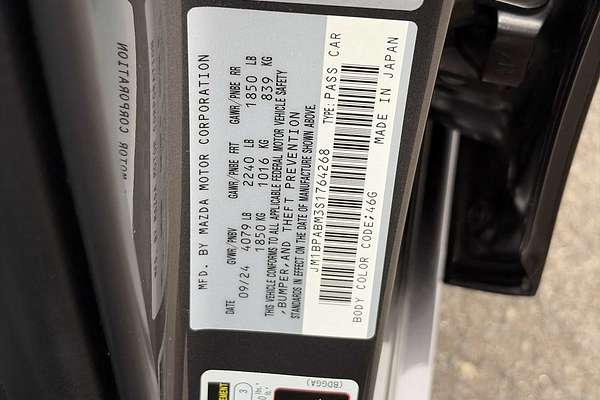 MFD. BY MAZDA MOTOR CORPORATION
DATE GVWR/PNBV GAWR/PNBE FRT GAWR/PNBE RR
09/24 4079 LB 2240 LB 1850 LB
1850 KG 1016 KG 839 KG
THIS VEHICLE CONFORMS TO ALL APPLICABLE FEDERAL MOTOR VEHICLE SAFETY
,BUMPER,AND THEFT PREVENTION
STANDARDS IN EFFECT ON THE DATE OF MANUFACTURE SHOWN ABOVE.
JM1BPABM3S1764268 TYPE: PASS CAR
BODY COLOR CODE;46G MADE IN JAPAN
(BDGGA)
3